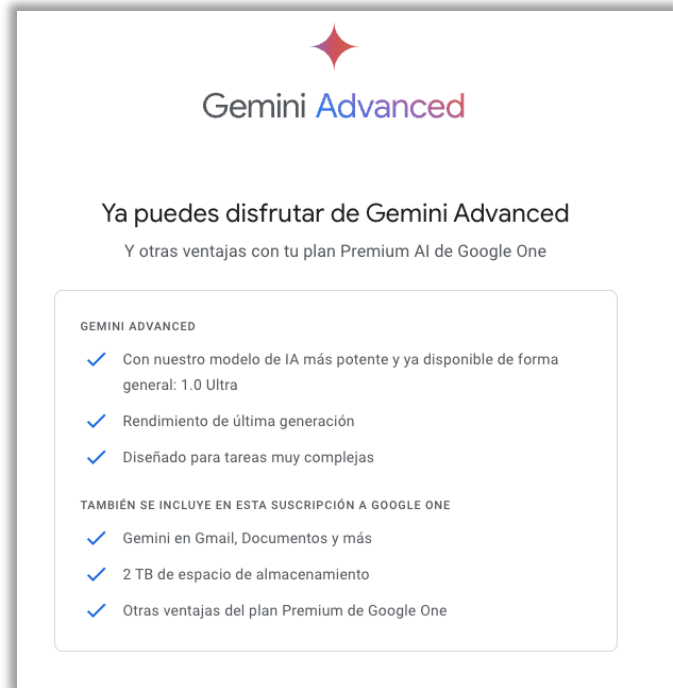 Gemini Advanced
Ya puedes disfrutar de Gemini Advanced
Y otras ventajas con tu plan Premium AI de Google One
GEMINI ADVANCED
Con nuestro modelo de IA más potente y ya disponible de forma
general: 1.0 Ultra
Rendimiento de última generación
Diseñado para tareas muy complejas
TAMBIÉN SE INCLUYE EN ESTA SUSCRIPCIÓN A GOOGLE ONE
Gemini en Gmail, Documentos y más
2 TB de espacio de almacenamiento
Otras ventajas del plan Premium de Google One